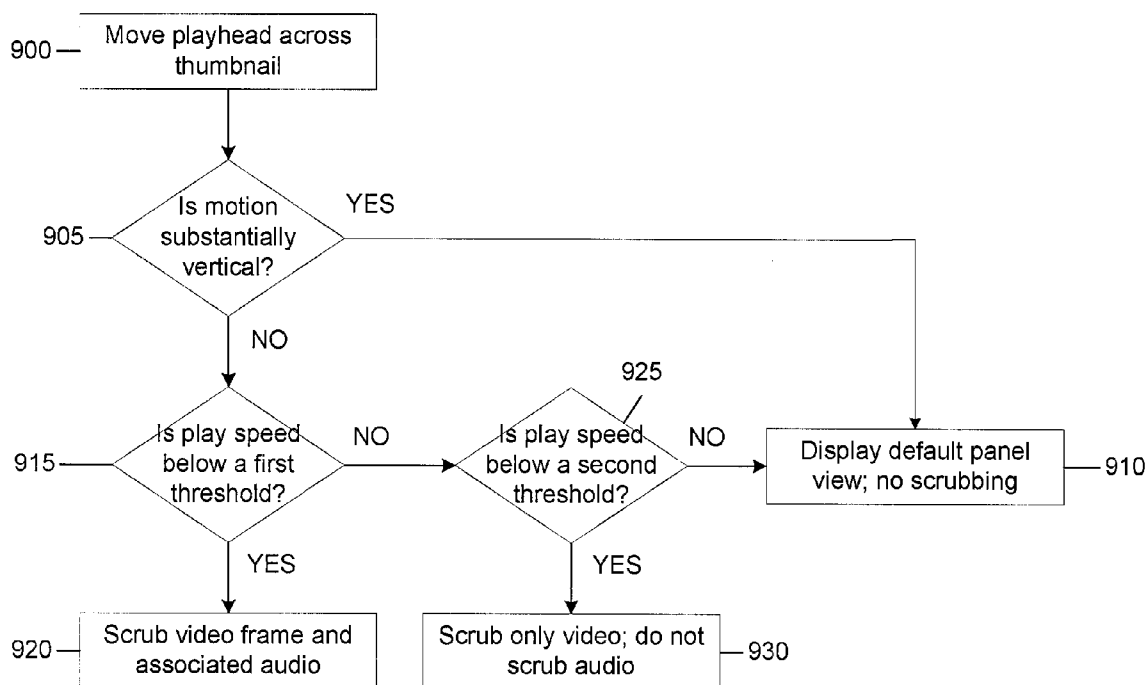 900
Move playhead across
thumbnail
905
Is motion
substantially
vertical?
YES
NO
915
Is play speed
below a first
threshold?
NO
925
Is play speed
below a second
threshold?
NO
Display default panel
view; no scrubbing
910
YES
YES
920
Scrub video frame and
associated audio
Scrub only video; do not
scrub audio
930